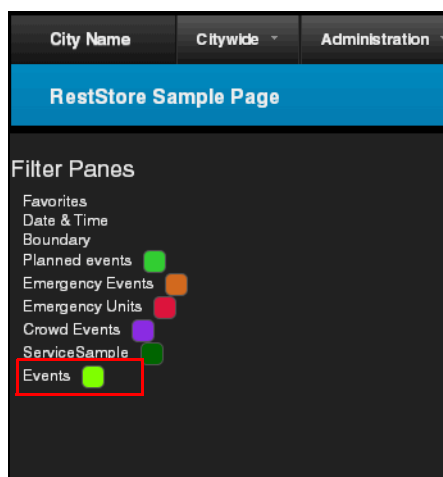 City Name Citywide Administration
RestStore Sample Page
Filter Panes
Favorites
Date & Time
Boundary
Planned events
Emergency Events
Emergency Units
Crowd Events
ServiceSample
Events